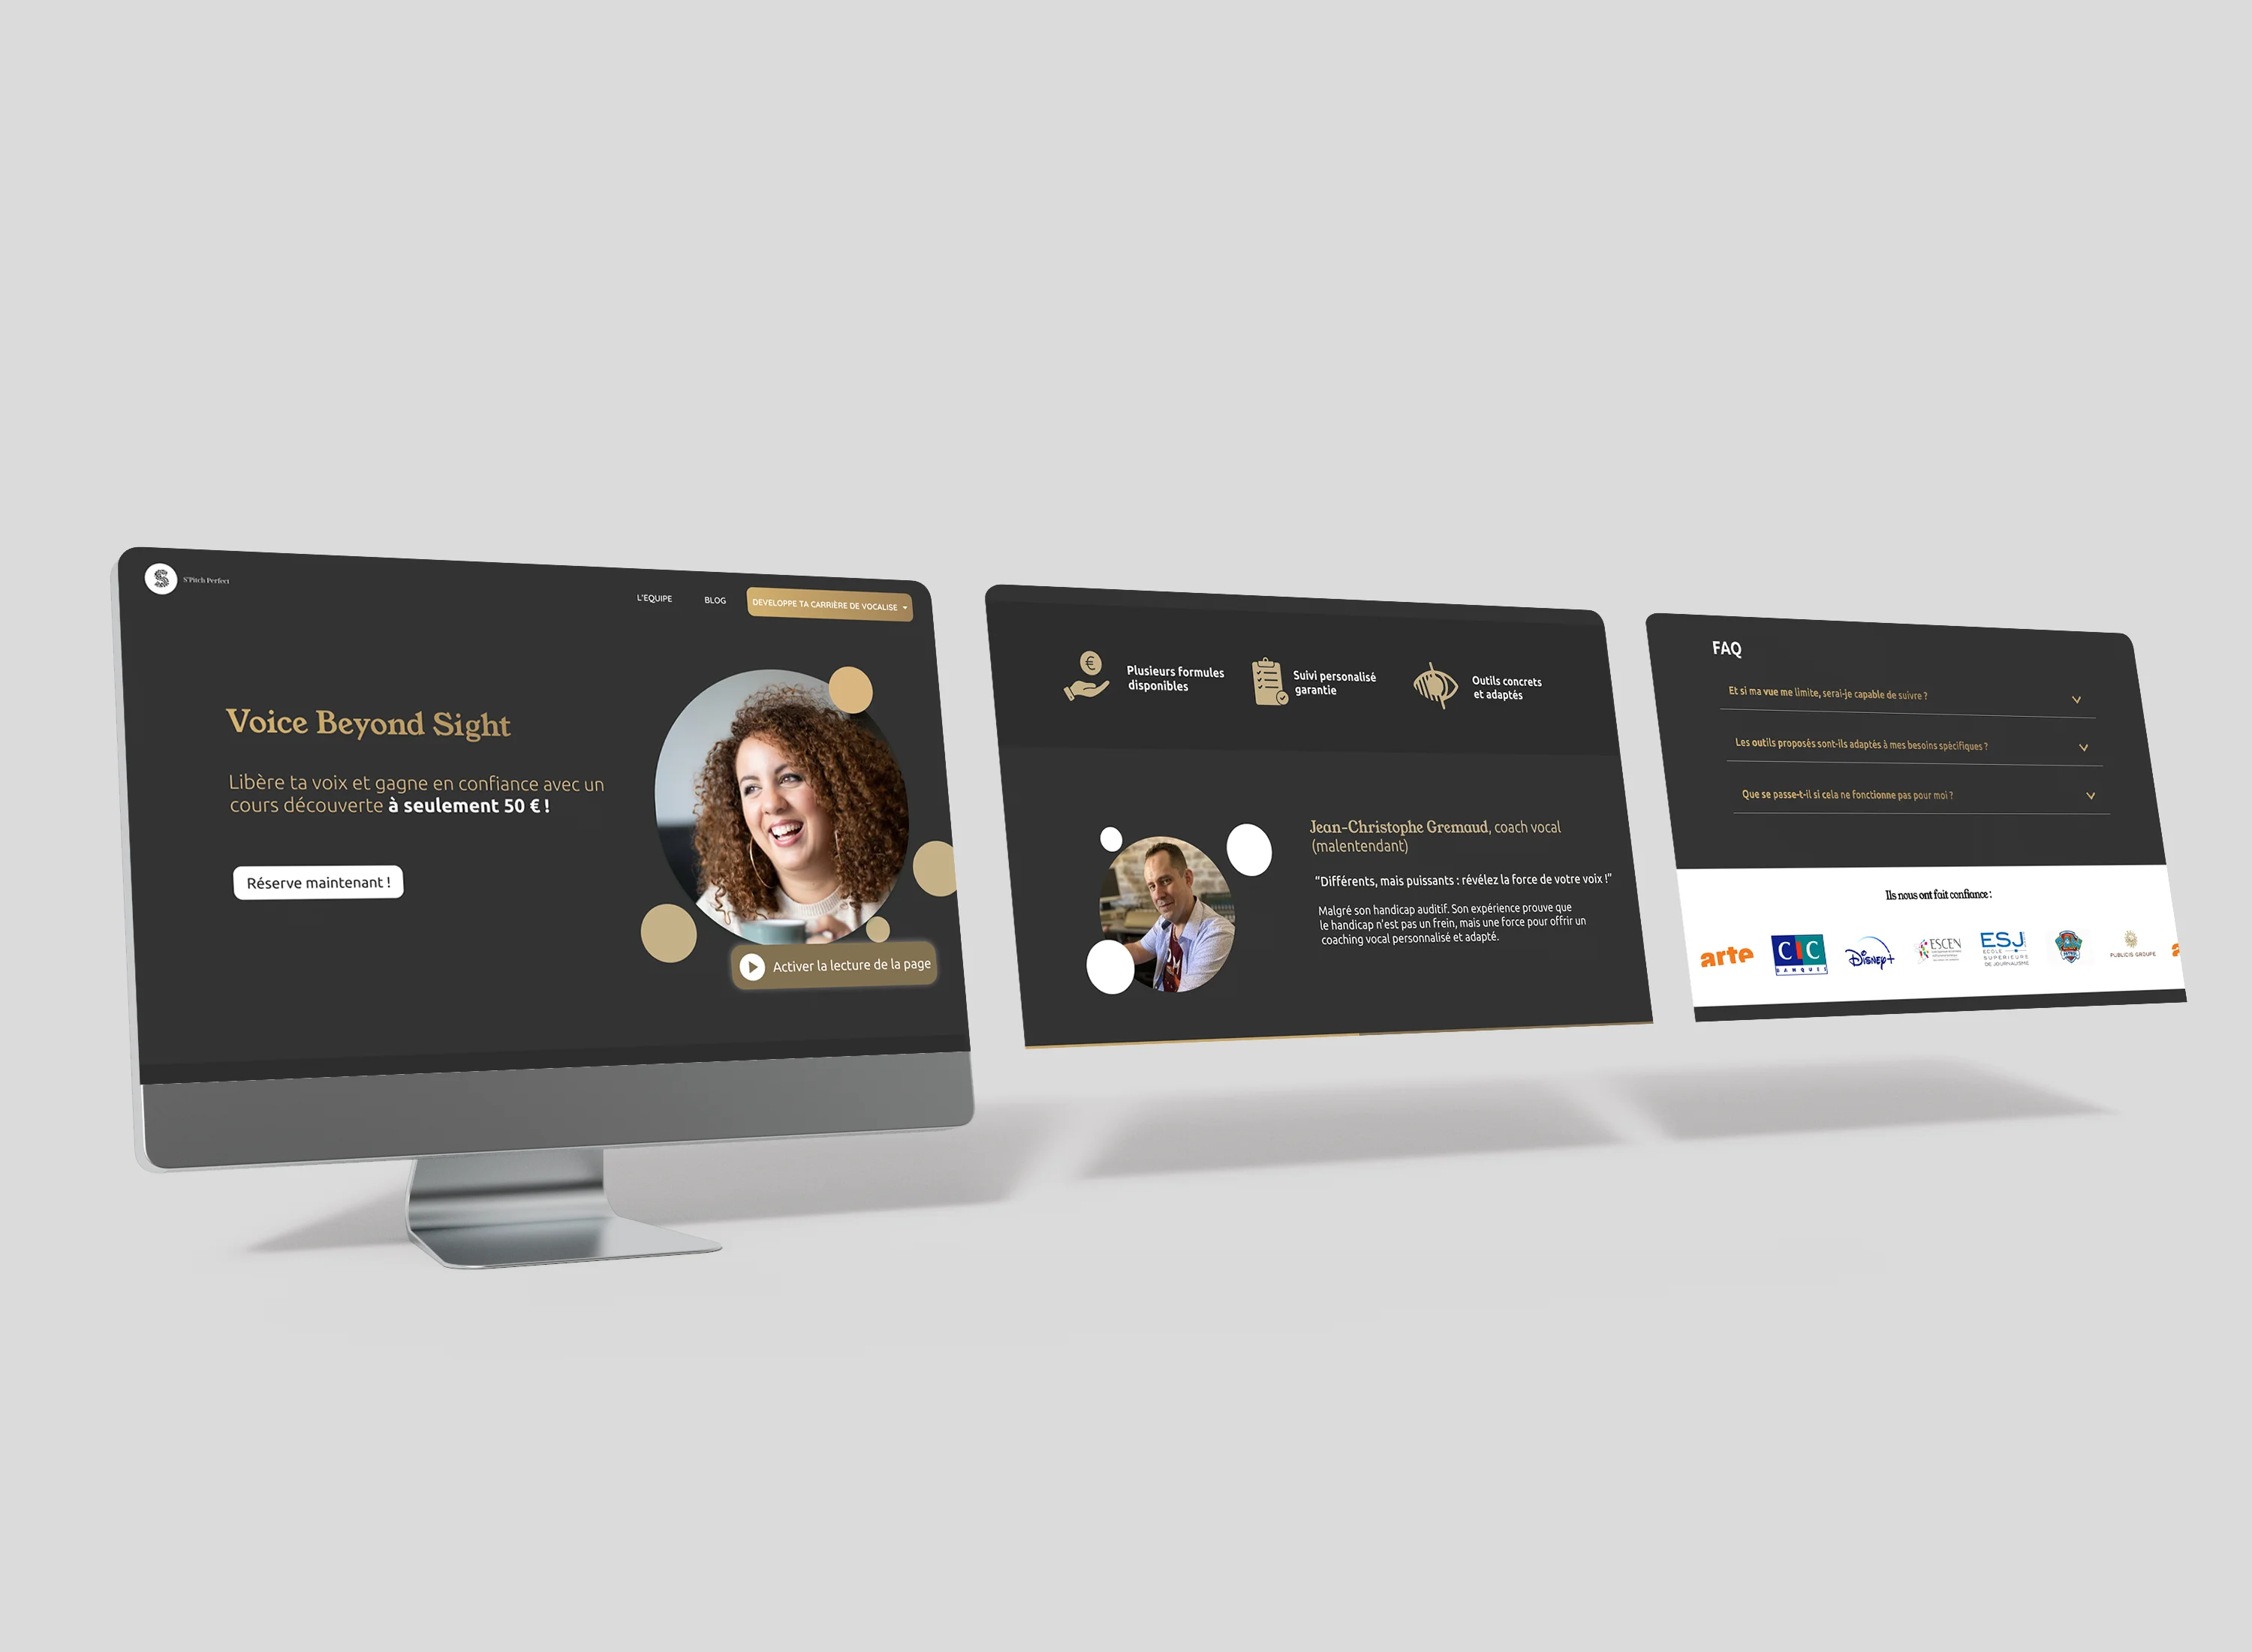 S'Pitch Perfect
L'EQUIPE
BLOG
DEVELOPPE TA CARRIÈRE DE VOCALISE
Voice Beyond Sight
Libère ta voix et gagne en confiance avec un
cours découverte à seulement 50 € !
Réserve maintenant !
Activer la lecture de la page
Plusieurs formules
disponibles
Suivi personalisé
garantie
Outils concrets
et adaptés
Jean-Christophe Gremaud, coach vocal
(malentendant)
"Différents, mais puissants : révélez la force de votre voix !"
Malgré son handicap auditif. Son expérience prouve que
le handicap n'est pas un frein, mais une force pour offrir un
coaching vocal personnalisé et adapté.
FAQ
Et si ma vue me limite, serai-je capable de suivre ?
Les outils proposés sont-ils adaptés à mes besoins spécifiques ?
Que se passe-t-il si cela ne fonctionne pas pour moi ?
Ils nous ont fait confiance :
arte
CIC
BANQUES
Disney+
ESCEN
ESJ
ECOLE
SUPERIEURE
DE JOURNALISME
PUBLICIS GROUPE